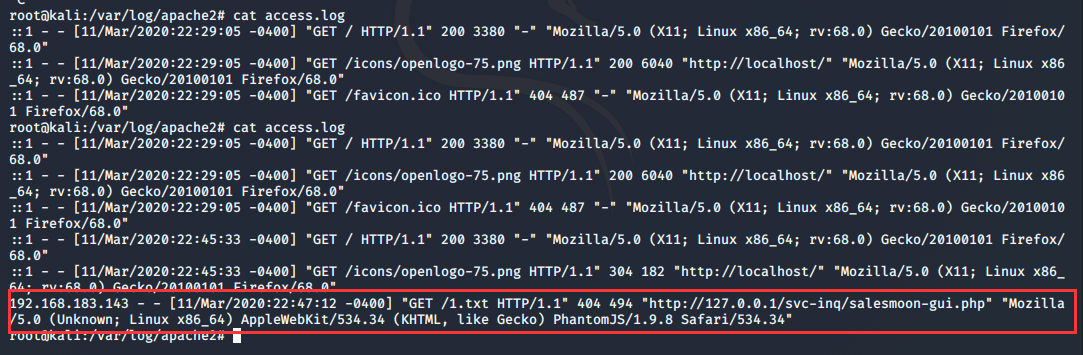 root@kali:/var/log/apache2# cat access.log
::1 - - [11/Mar/2020:22:29:05 -0400] "GET / HTTP/1.1" 200 3380 "-" "Mozilla/5.0 (X11; Linux x86_64; rv:68.0) Gecko/20100101 Firefox/
68.0"
::1 - - [11/Mar/2020:22:29:05 -0400] "GET /icons/openlogo-75.png HTTP/1.1" 200 6040 "http://localhost/" "Mozilla/5.0 (X11; Linux x86
_64; rv:68.0) Gecko/20100101 Firefox/68.0"
::1 - - [11/Mar/2020:22:29:05 -0400] "GET /favicon.ico HTTP/1.1" 404 487 "-" "Mozilla/5.0 (X11; Linux x86_64; rv:68.0) Gecko/2010010
1 Firefox/68.0"
root@kali:/var/log/apache2# cat access.log
::1 - - [11/Mar/2020:22:29:05 -0400] "GET / HTTP/1.1" 200 3380 "-" "Mozilla/5.0 (X11; Linux x86_64; rv:68.0) Gecko/20100101 Firefox/
68.0"
::1 - - [11/Mar/2020:22:29:05 -0400] "GET /icons/openlogo-75.png HTTP/1.1" 200 6040 "http://localhost/" "Mozilla/5.0 (X11; Linux x86
_64; rv:68.0) Gecko/20100101 Firefox/68.0"
::1 - - [11/Mar/2020:22:29:05 -0400] "GET /favicon.ico HTTP/1.1" 404 487 "-" "Mozilla/5.0 (X11; Linux x86_64; rv:68.0) Gecko/2010010
1 Firefox/68.0"
::1 - - [11/Mar/2020:22:45:33 -0400] "GET / HTTP/1.1" 200 3380 "-" "Mozilla/5.0 (X11; Linux x86_64; rv:68.0) Gecko/20100101 Firefox/
68.0"
::1 - - [11/Mar/2020:22:45:33 -0400] "GET /icons/openlogo-75.png HTTP/1.1" 304 182 "http://localhost/" "Mozilla/5.0 (X11; Linux x86_
64; rv:68.0) Gecko/20100101 Firefox/68.0"
192.168.183.143 - - [11/Mar/2020:22:47:12 -0400] "GET /1.txt HTTP/1.1" 404 494 "http://127.0.0.1/svc-inq/salesmoon-gui.php" "Mozilla
/5.0 (Unknown; Linux x86_64) AppleWebKit/534.34 (KHTML, like Gecko) PhantomJS/1.9.8 Safari/534.34"
root@kali:/var/log/apache2#